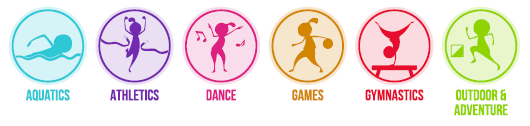 AQUATICS
ATHLETICS
DANCE
GAMES
GYMNASTICS
OUTDOOR &
ADVENTURE